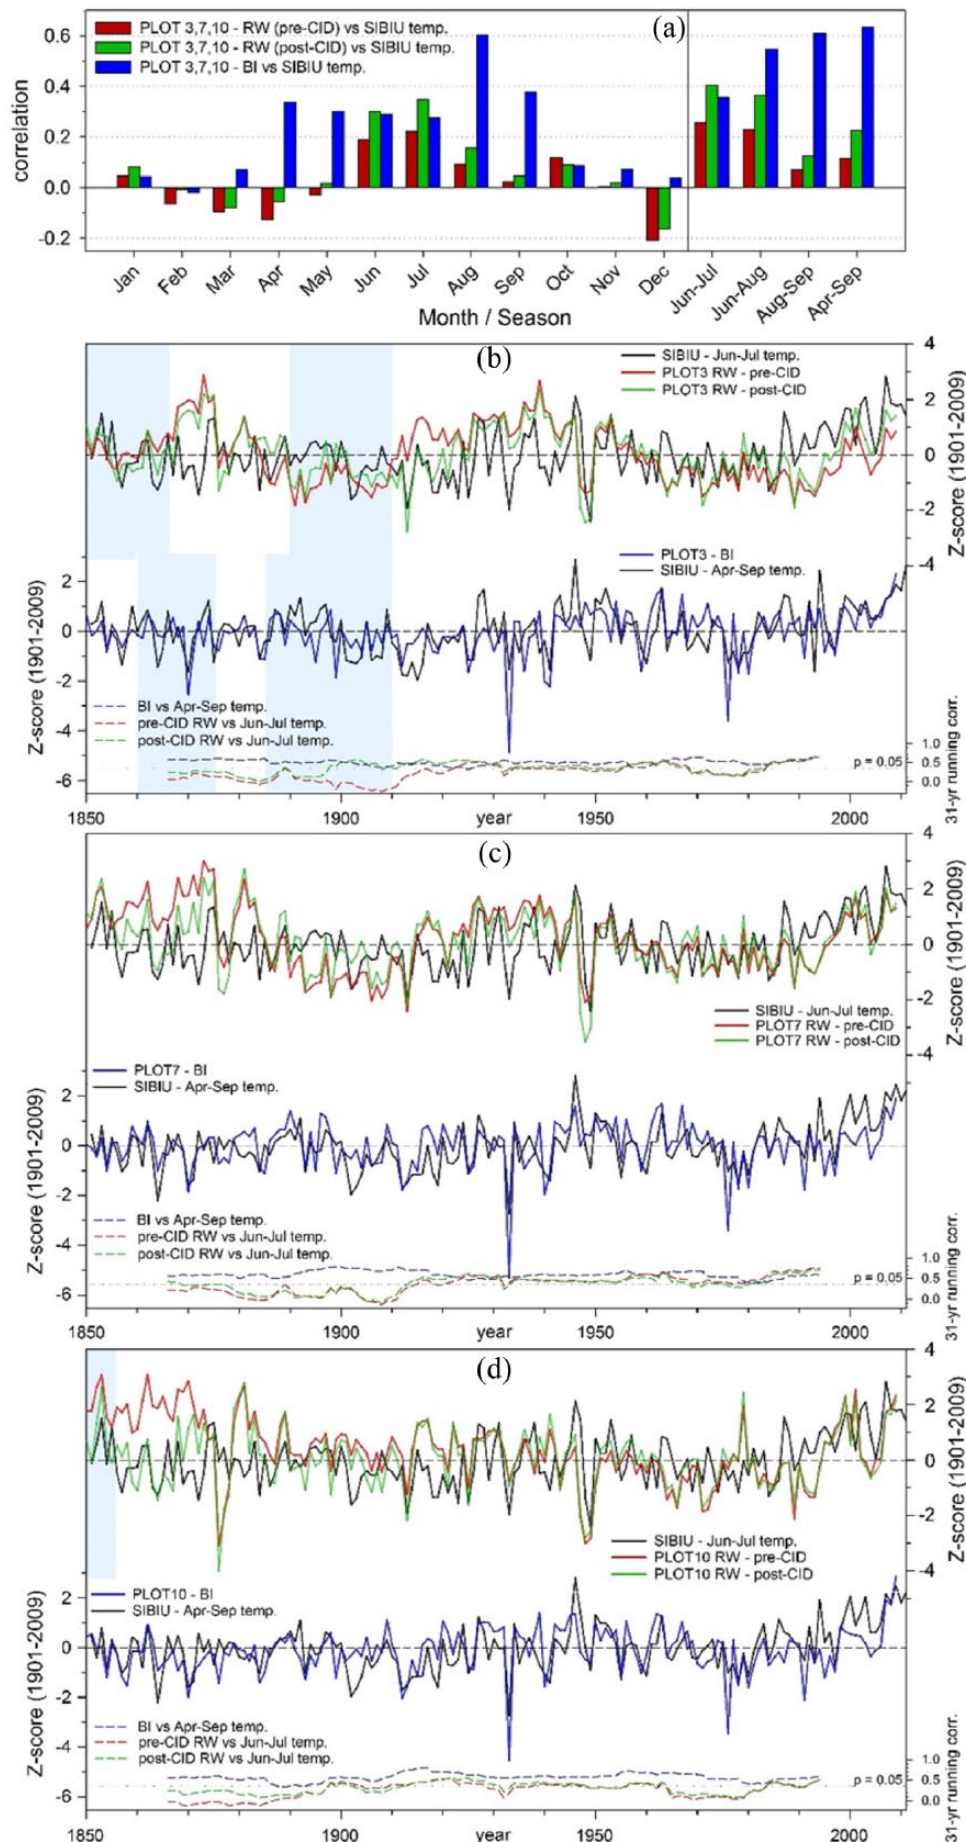 (a)
PLOT 3,7,10 - RW (pre-CID) vs SIBIU temp.
PLOT 3,7,10 - RW (post-CID) vs SIBIU temp.
PLOT 3,7,10 - BI vs SIBIU temp.
correlation
0.6
0.4
0.2
0.0
-0.2
Jan Feb Mar Apr May Jun Jul Aug Sep Oct Nov Dec Jun-Jul Jun-Aug Aug-Sep Apr-Sep
Month / Season
(b)
SIBIU - Jun-Jul temp.
PLOT3 RW - pre-CID
PLOT3 RW - post-CID
4
2
0
-2
-4
Z-score (1901-2009)
PLOT3 - BI
SIBIU - Apr-Sep temp.
Z-score (1901-2009)
2
0
-2
-4
-6
BI vs Apr-Sep temp.
pre-CID RW vs Jun-Jul temp.
post-CID RW vs Jun-Jul temp.
p = 0.05
1.0
0.5
0.0
31-yr running corr.
1850 1900 year 1950 2000
(c)
4
2
0
-2
-4
Z-score (1901-2009)
SIBIU - Jun-Jul temp.
PLOT7 RW - pre-CID
PLOT7 RW - post-CID
PLOT7 - BI
SIBIU - Apr-Sep temp.
Z-score (1901-2009)
2
0
-2
-4
-6
BI vs Apr-Sep temp.
pre-CID RW vs Jun-Jul temp.
post-CID RW vs Jun-Jul temp.
p = 0.05
1.0
0.5
0.0
31-yr running corr.
1850 1900 year 1950 2000
(d)
4
2
0
-2
-4
Z-score (1901-2009)
SIBIU - Jun-Jul temp.
PLOT10 RW - pre-CID
PLOT10 RW - post-CID
PLOT10 - BI
SIBIU - Apr-Sep temp.
Z-score (1901-2009)
2
0
-2
-4
-6
BI vs Apr-Sep temp.
pre-CID RW vs Jun-Jul temp.
post-CID RW vs Jun-Jul temp.
p = 0.05
1.0
0.5
0.0
31-yr running corr.
1850 1900 year 1950 2000